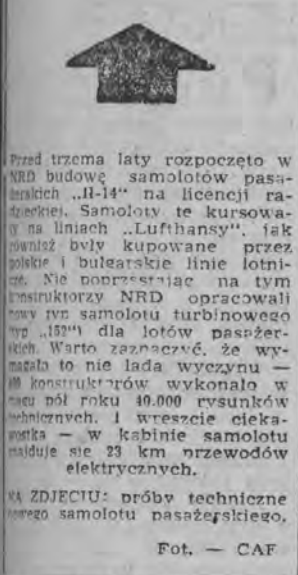 Przed trzema laty rozpoczęto w
NRD budowę samolotów pasa-
żerskich „Il-14" na licencji ra-
dzieckiej. Samoloty te kursowa-
ły na liniach „Lufthansy", jak
również były kupowane przez
polskie i bułgarskie linie lotni-
cze. Nie poprzestając na tym
konstruktorzy NRD opracowali
nowy typ samolotu turbinowego
(typ „152") dla lotów pasażer-
skich. Warto zaznaczyć, że wy-
magało to nie lada wyczynu —
konstruktorów wykonało w
ciągu pół roku 40.000 rysunków
technicznych. I wreszcie cieka-
wostka — w kabinie samolotu
znajduje się 23 km przewodów
elektrycznych.
NA ZDJĘCIU: próby techniczne
nowego samolotu pasażerskiego.
Fot. — CAF